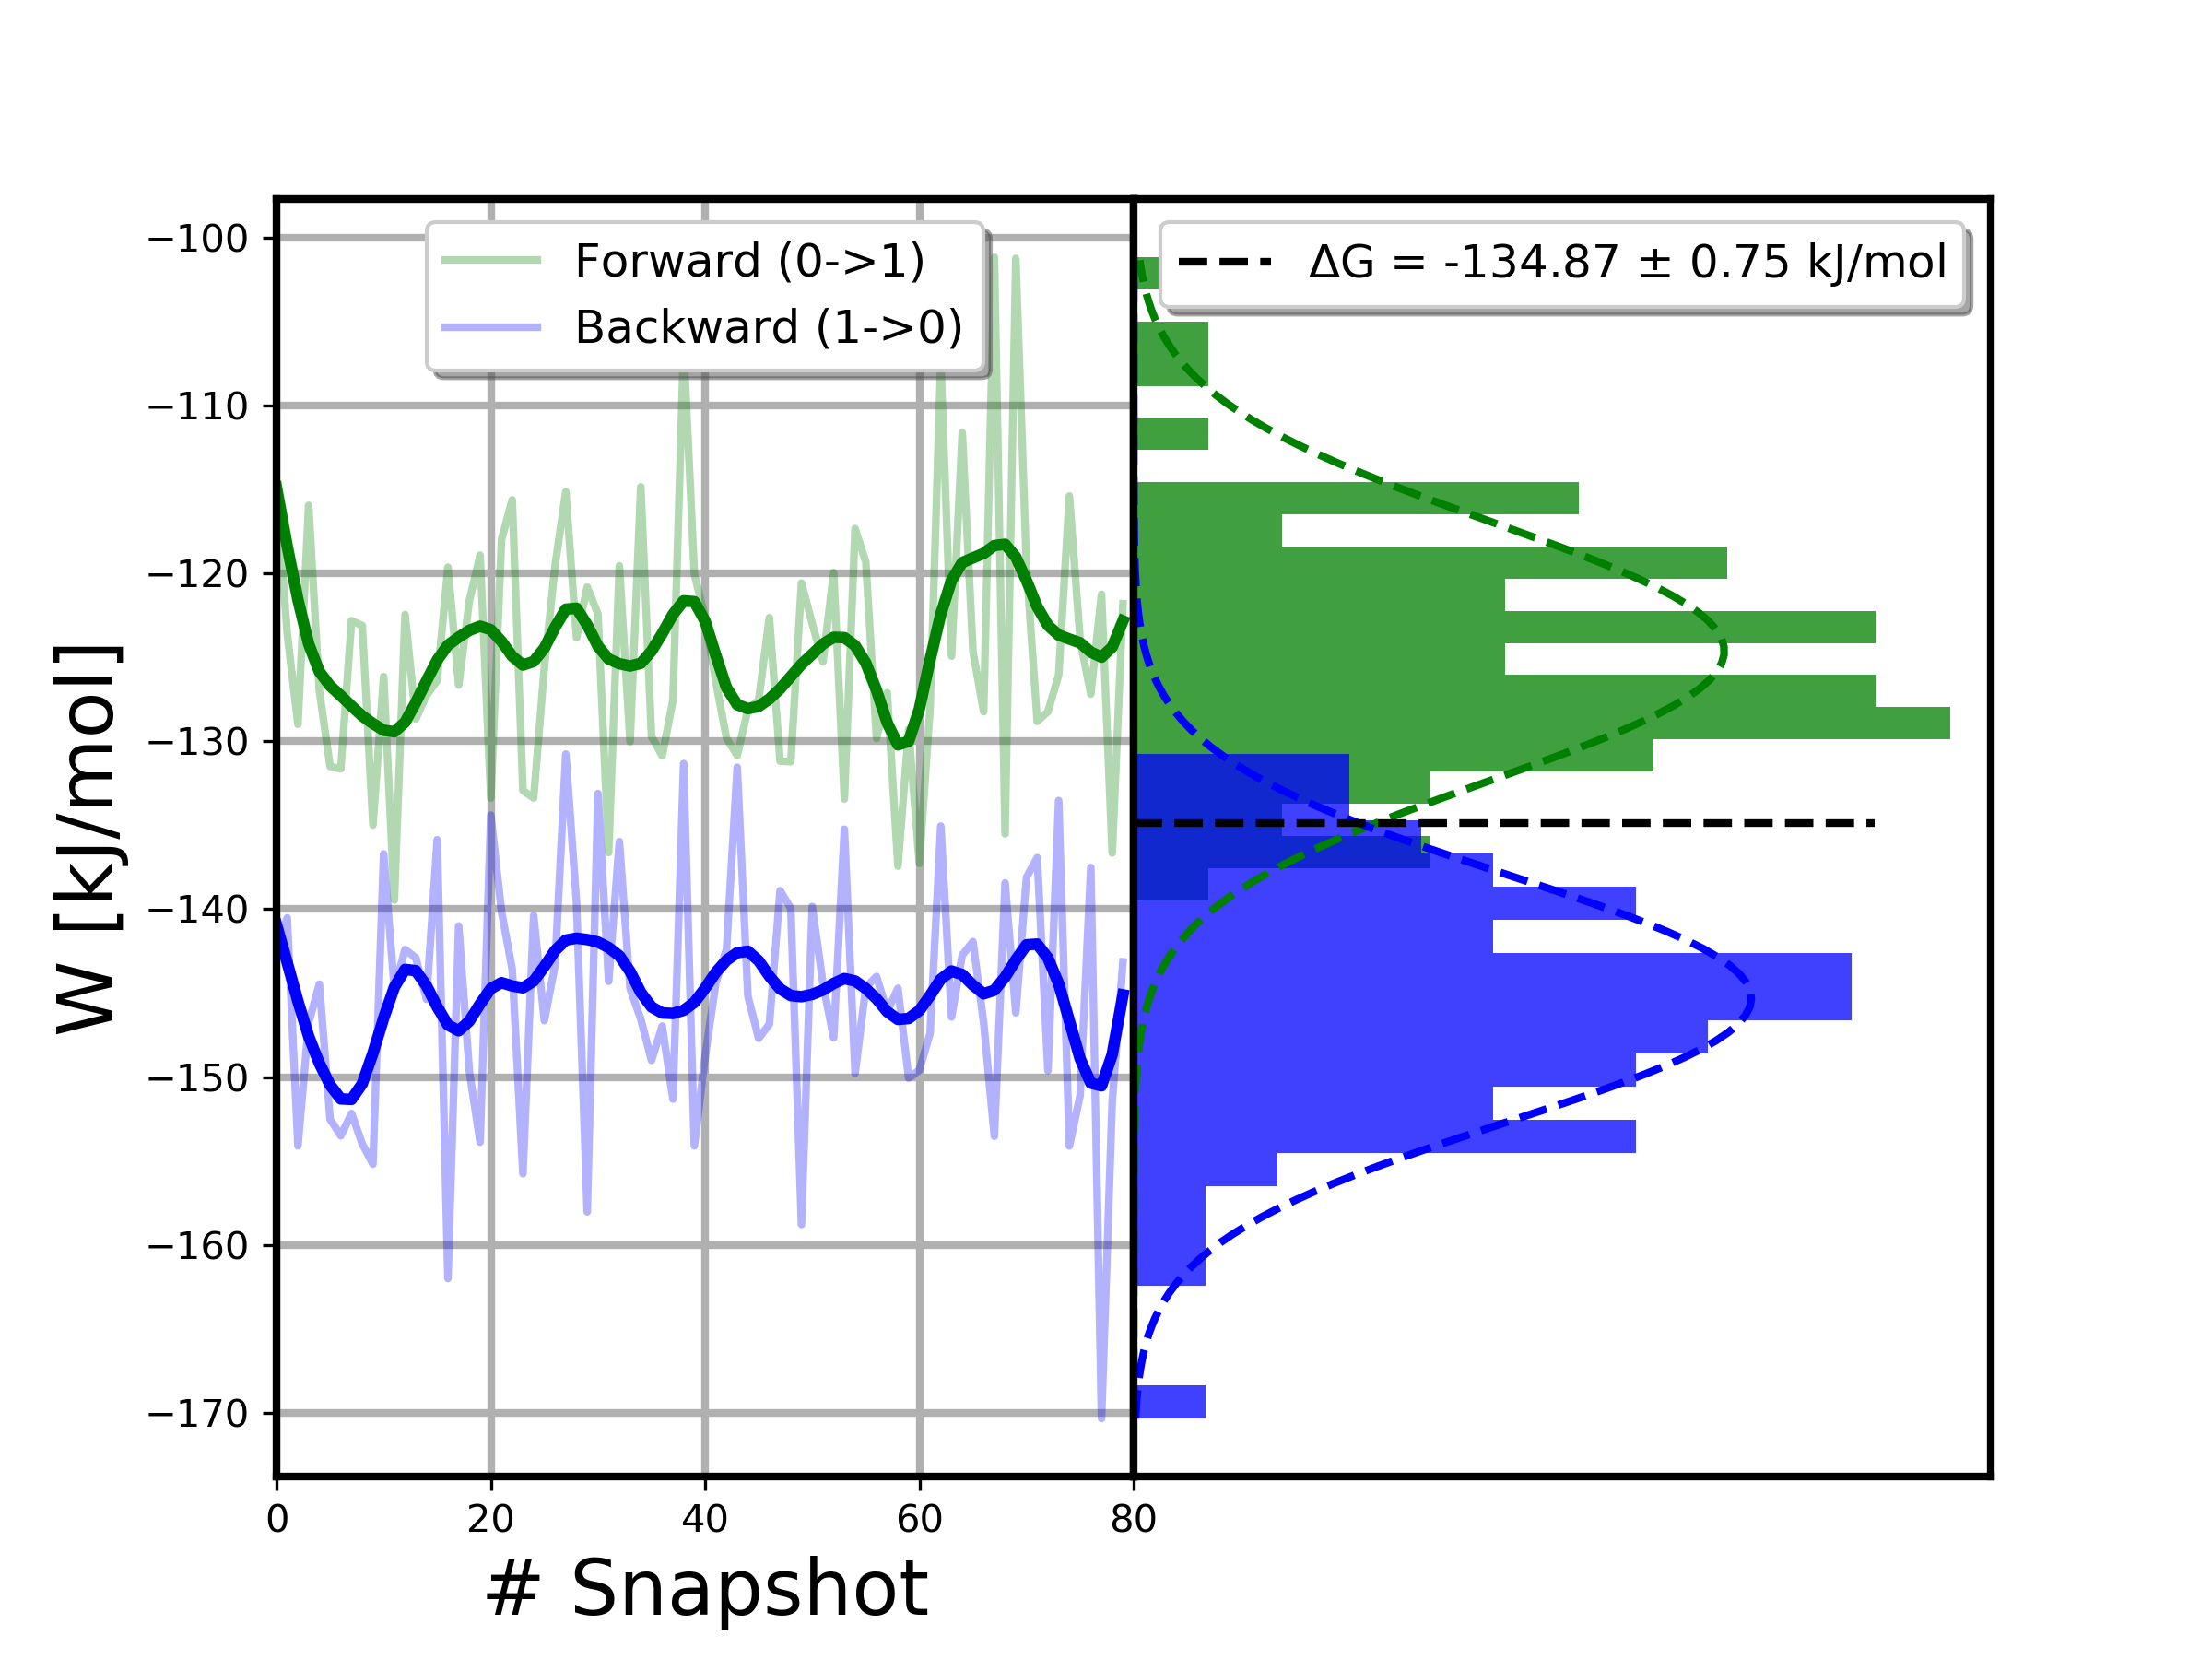 Forward (0->1)
Backward (1->0)
ΔG = -134.87 ± 0.75 kJ/mol
W [kJ/mol]
−100
−110
−120
−130
−140
−150
−160
−170
0 20 40 60 80
# Snapshot